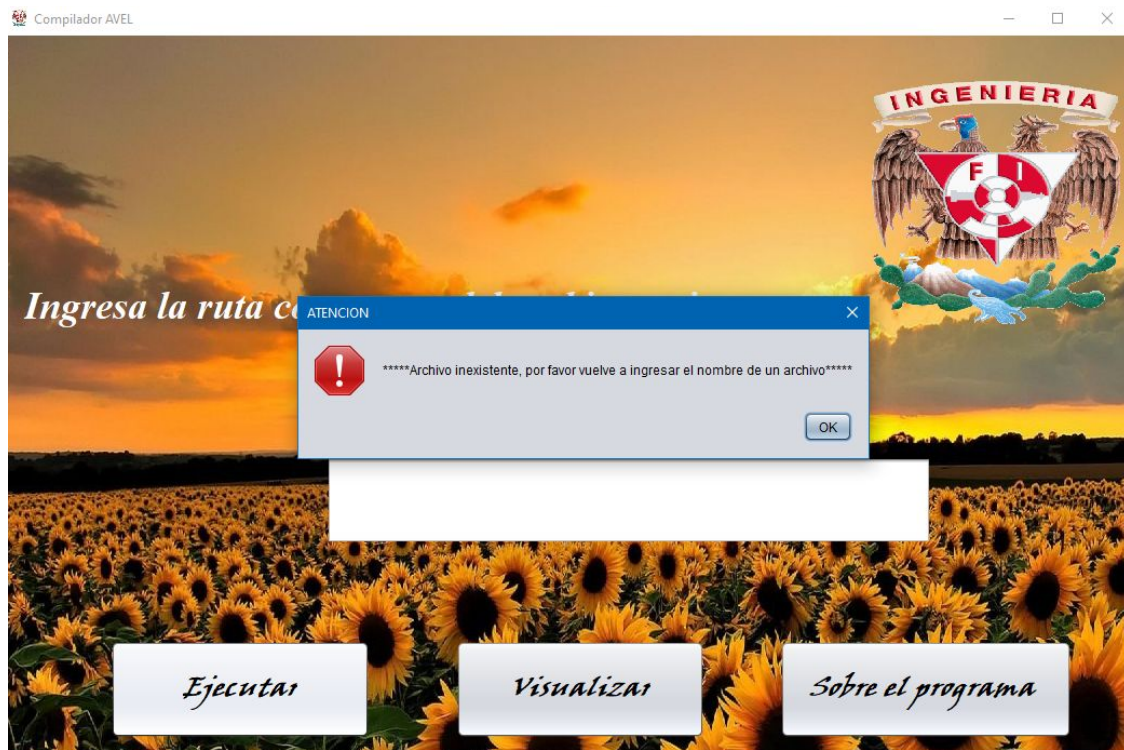 Compilador AVEL
INGENIERIA
F I
Ingresa la ruta
ATENCION
*****Archivo inexistente, por favor vuelve a ingresar el nombre de un archivo*****
OK
Ejecutar
Visualizar
Sobre el programa